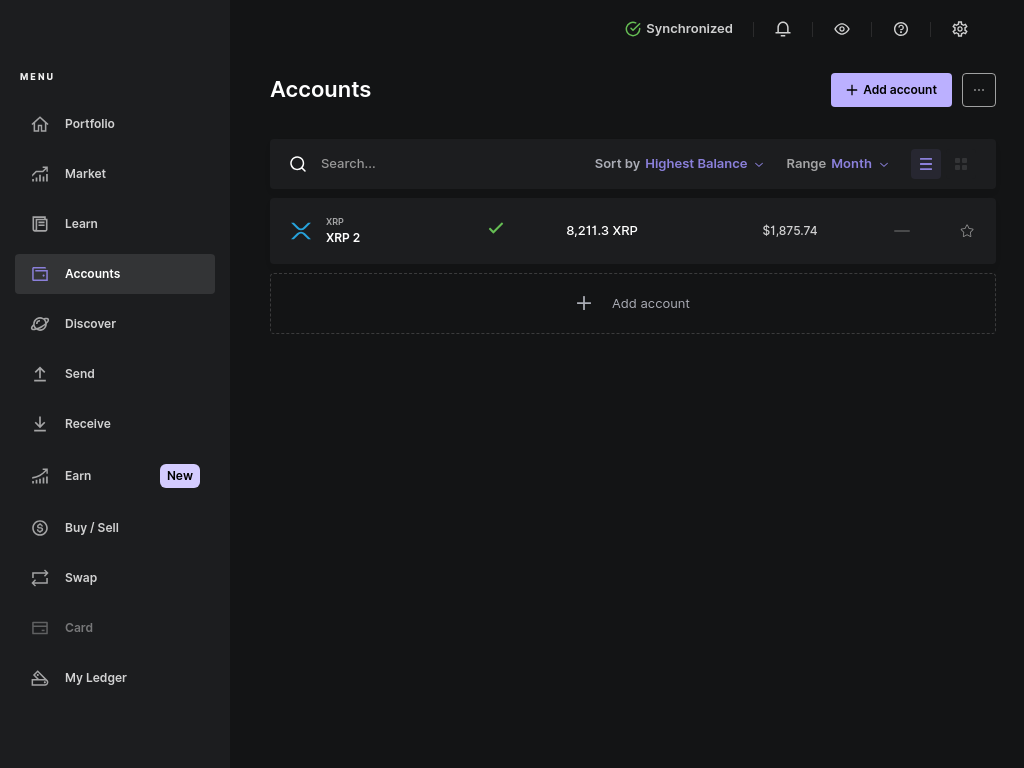 Synchronized
MENU
Portfolio
Market
Learn
Accounts
Discover
Send
Receive
Earn New
Buy / Sell
Swap
Card
My Ledger
Accounts
Add account
Search...
Sort by Highest Balance
Range Month
XRP
XRP 2
8,211.3 XRP
$1,875.74
—
Add account